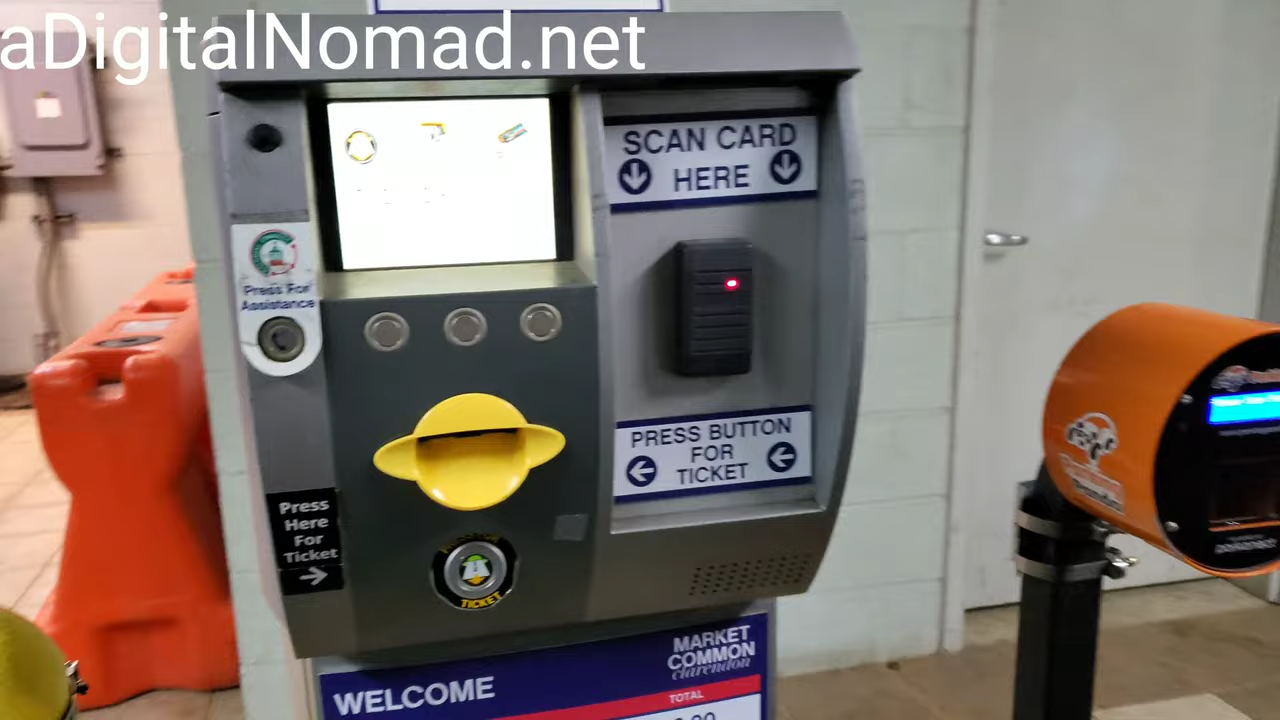 aDigitalNomad.net
SCAN CARD
HERE
Press For
Assistance
PRESS BUTTON
FOR
TICKET
Press
Here
For
Ticket
TICKET
MARKET
COMMON
clarendon
WELCOME
TOTAL